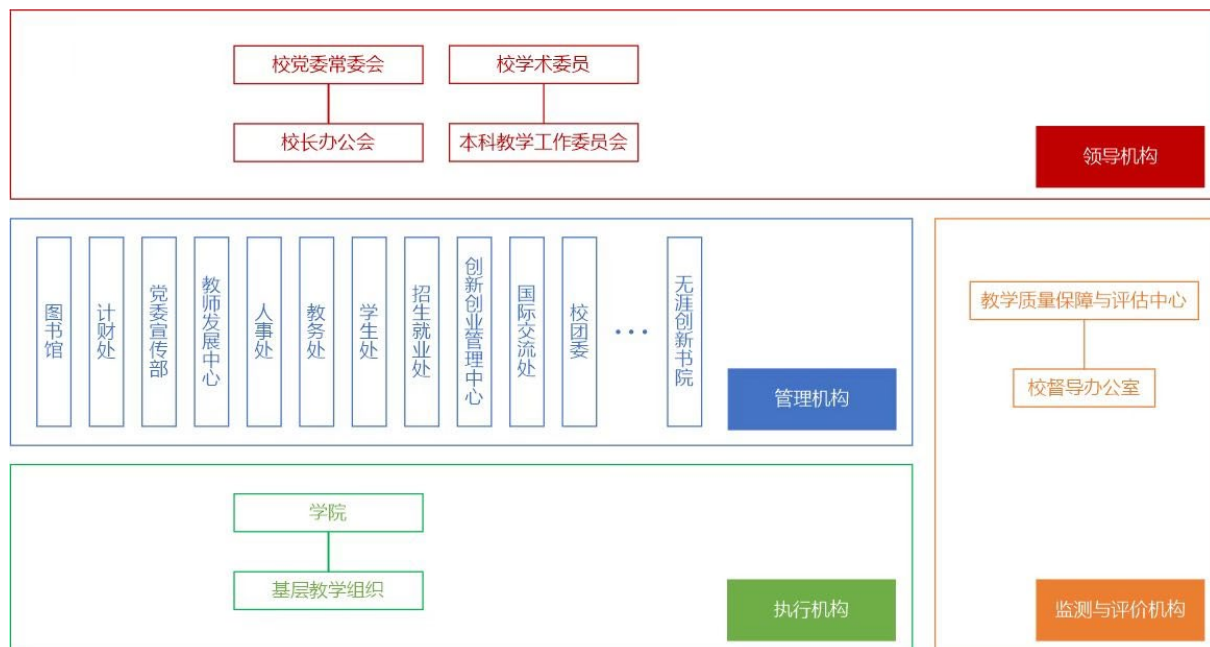 校党委常委会
校学术委员
校长办公会
本科教学工作委员会
领导机构
图书馆
计财处
党委宣传部
教师发展中心
人事处
教务处
学生处
招生就业处
创新创业管理中心
国际交流处
校团委
•••
无涯创新书院
管理机构
教学质量保障与评估中心
校督导办公室
学院
基层教学组织
执行机构
监测与评价机构